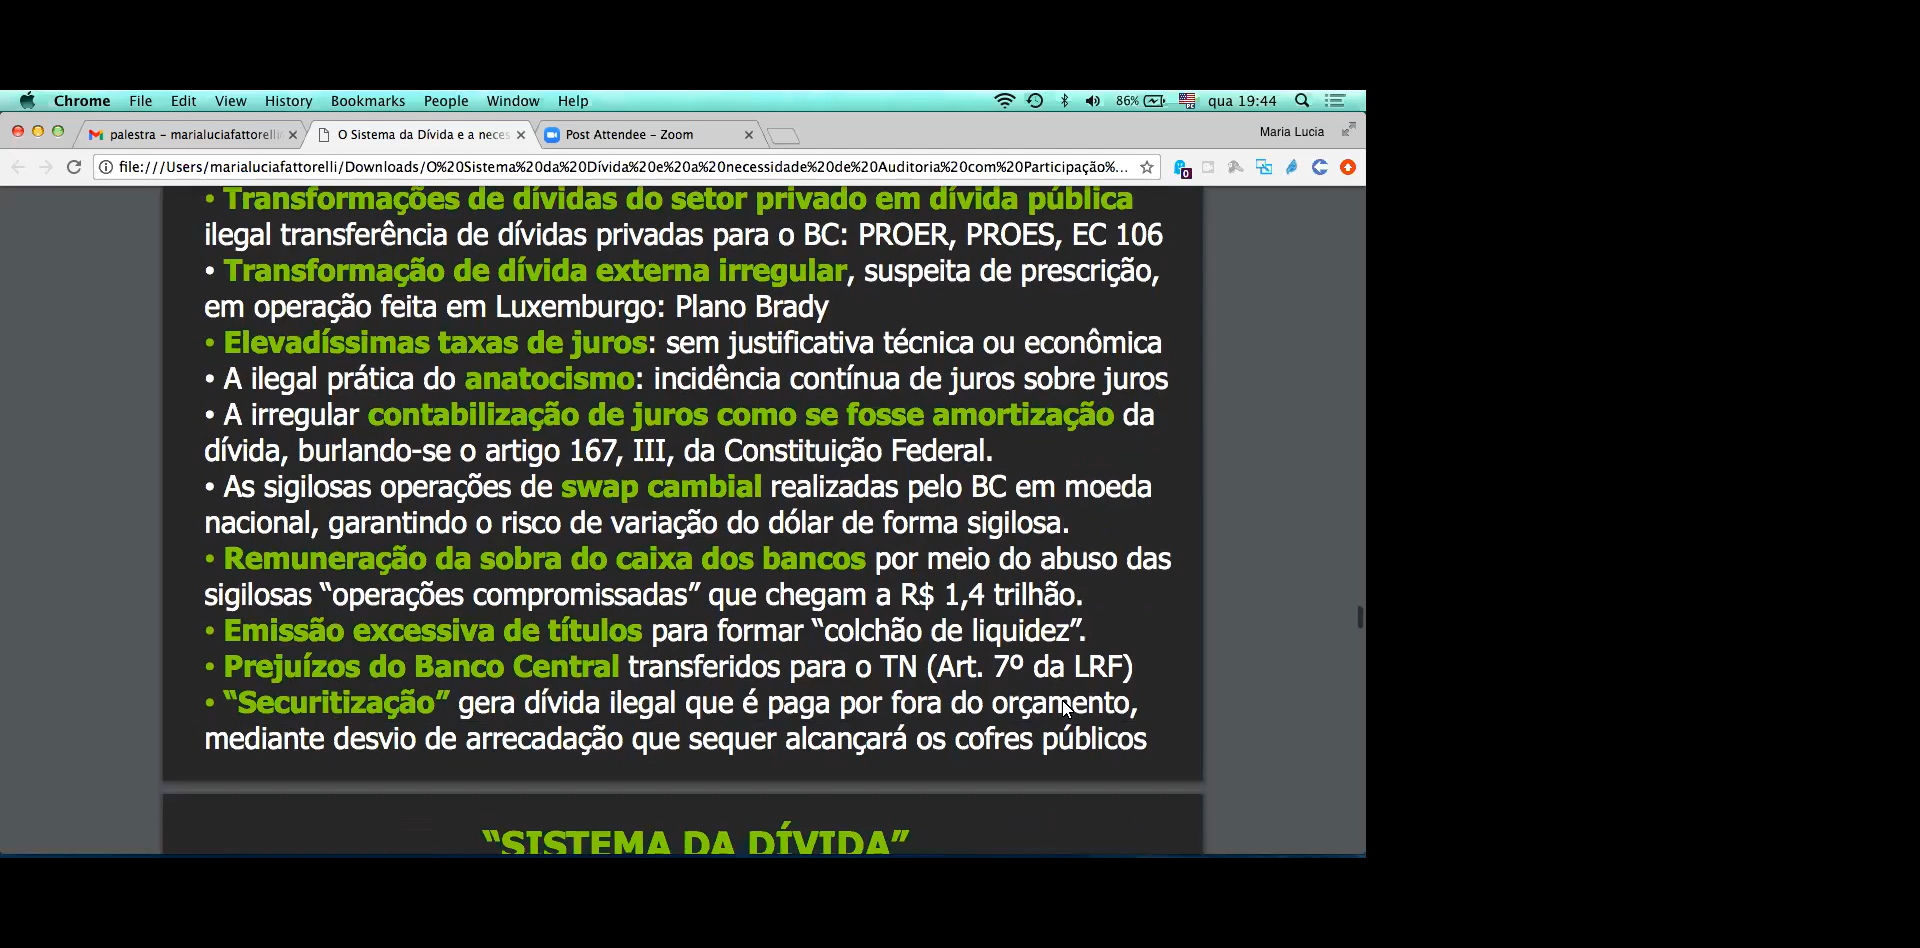 Chrome File Edit View History Bookmarks People Window Help 86% qua 19:44
palestra – marialuciafattorelli O Sistema da Dívida e a neces Post Attendee – Zoom Maria Lucia
file:///Users/marialuciafattorelli/Downloads/O%20Sistema%20da%20Dívida%20e%20a%20necessidade%20de%20Auditoria%20com%20Participação%... 0
• Transformações de dívidas do setor privado em dívida pública
ilegal transferência de dívidas privadas para o BC: PROER, PROES, EC 106
• Transformação de dívida externa irregular, suspeita de prescrição,
em operação feita em Luxemburgo: Plano Brady
• Elevadíssimas taxas de juros: sem justificativa técnica ou econômica
• A ilegal prática do anatocismo: incidência contínua de juros sobre juros
• A irregular contabilização de juros como se fosse amortização da
dívida, burlando-se o artigo 167, III, da Constituição Federal.
• As sigilosas operações de swap cambial realizadas pelo BC em moeda
nacional, garantindo o risco de variação do dólar de forma sigilosa.
• Remuneração da sobra do caixa dos bancos por meio do abuso das
sigilosas “operações compromissadas” que chegam a R$ 1,4 trilhão.
• Emissão excessiva de títulos para formar “colchão de liquidez”.
• Prejuízos do Banco Central transferidos para o TN (Art. 7º da LRF)
• “Securitização” gera dívida ilegal que é paga por fora do orçamento,
mediante desvio de arrecadação que sequer alcançará os cofres públicos
“SISTEMA DA DÍVIDA”